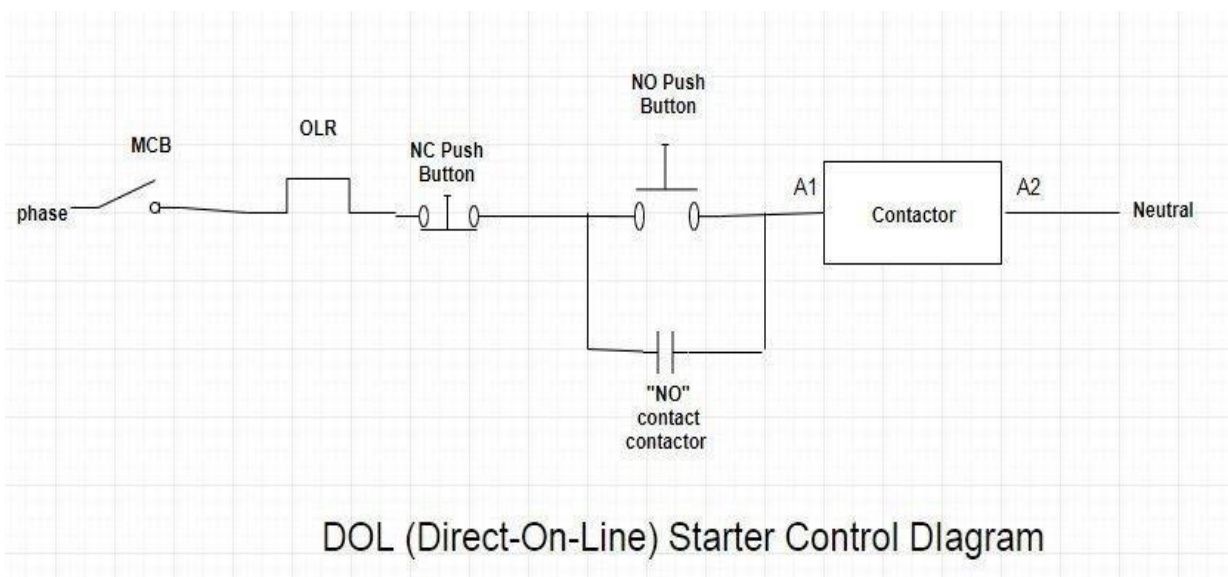 NO Push
Button
OLR
MCB
NC Push
Button
phase
A1
Contactor
A2
Neutral
"NO"
contact
contactor
DOL (Direct-On-Line) Starter Control DIagram